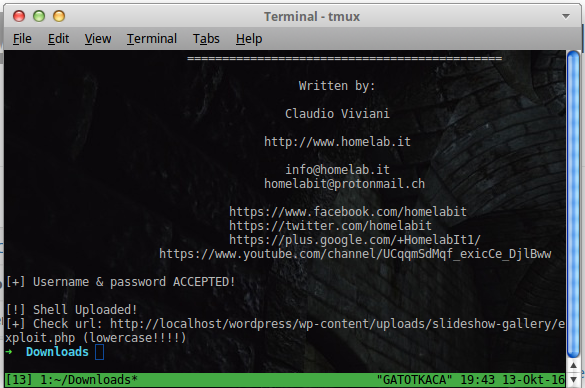 Terminal - tmux
File Edit View Terminal Tabs Help
=============================================
Written by:
Claudio Viviani
http://www.homelab.it
info@homelab.it
homelabit@protonmail.ch
https://www.facebook.com/homelabit
https://twitter.com/homelabit
https://plus.google.com/+HomelabIt1/
https://www.youtube.com/channel/UCqqmSdMqf_exicCe_DjlBww
[+] Username & password ACCEPTED!
[!] Shell Uploaded!
[+] Check url: http://localhost/wordpress/wp-content/uploads/slideshow-gallery/e
xploit.php (lowercase!!!!)
➜ Downloads
[13] 1:~/Downloads* "GATOTKACA" 19:43 13-Okt-16